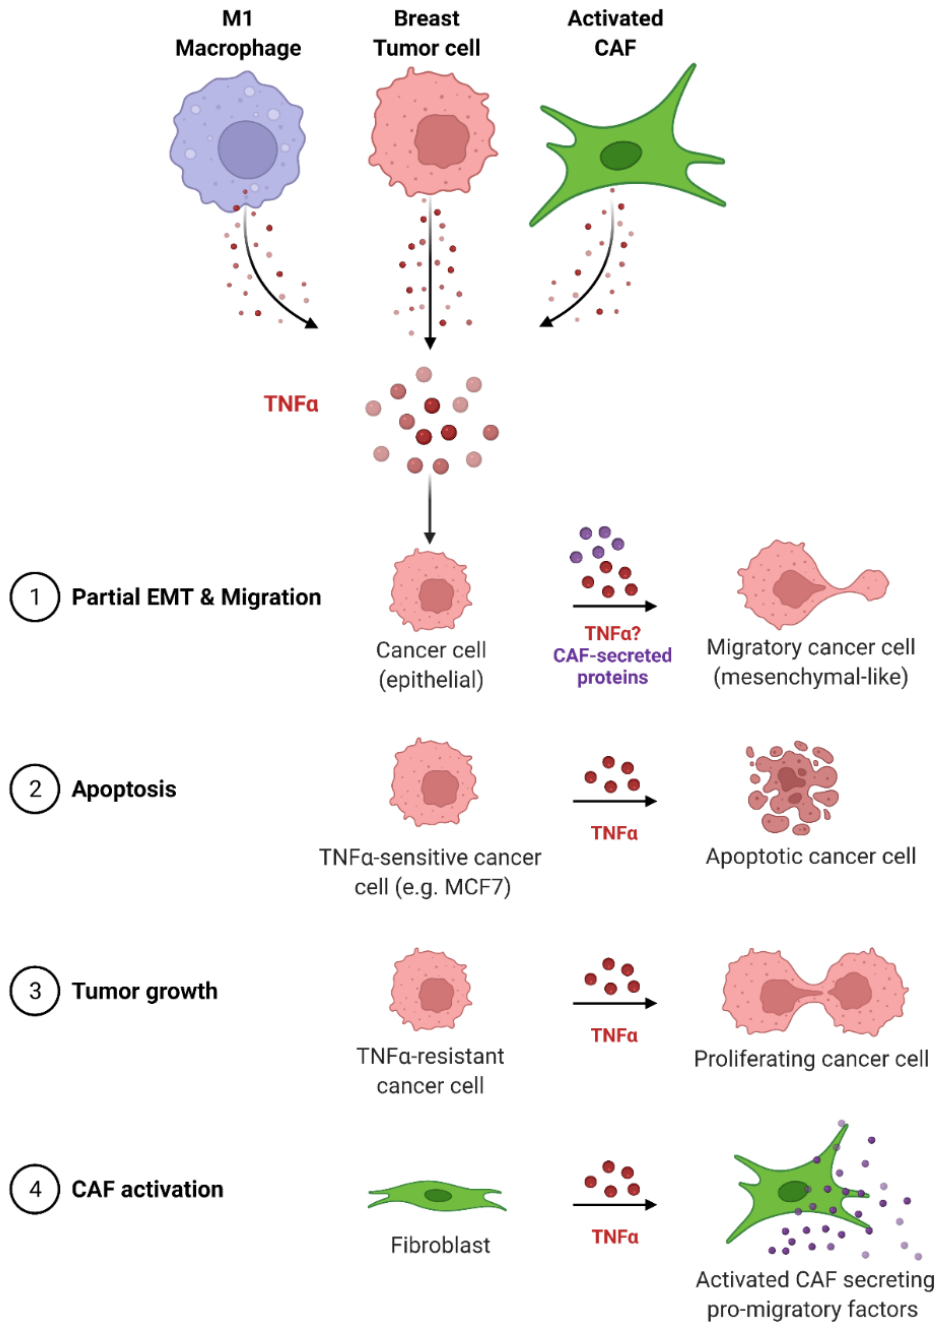 M1
Macrophage
Breast
Tumor cell
Activated
CAF
TNFα
1
Partial EMT & Migration
Cancer cell
(epithelial)
TNFα?
CAF-secreted
proteins
Migratory cancer cell
(mesenchymal-like)
2
Apoptosis
TNFα-sensitive cancer
cell (e.g. MCF7)
TNFα
Apoptotic cancer cell
3
Tumor growth
TNFα-resistant
cancer cell
TNFα
Proliferating cancer cell
4
CAF activation
Fibroblast
TNFα
Activated CAF secreting
pro-migratory factors